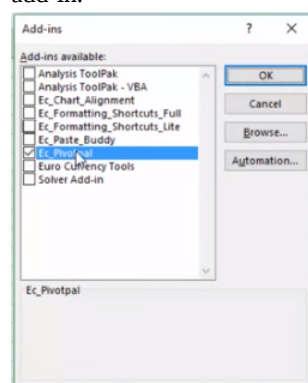 add-in.
Add-ins
?
Add-ins available:
Analysis ToolPak
Analysis ToolPak - VBA
Ec_Chart_Alignment
Ec_Formatting_Shortcuts_Full
Ec_Formatting_Shortcuts_Lite
Ec_Paste_Buddy
Ec_Pivotpal
Euro Currency Tools
Solver Add-in
OK
Cancel
Browse...
Automation...
Ec_Pivotpal